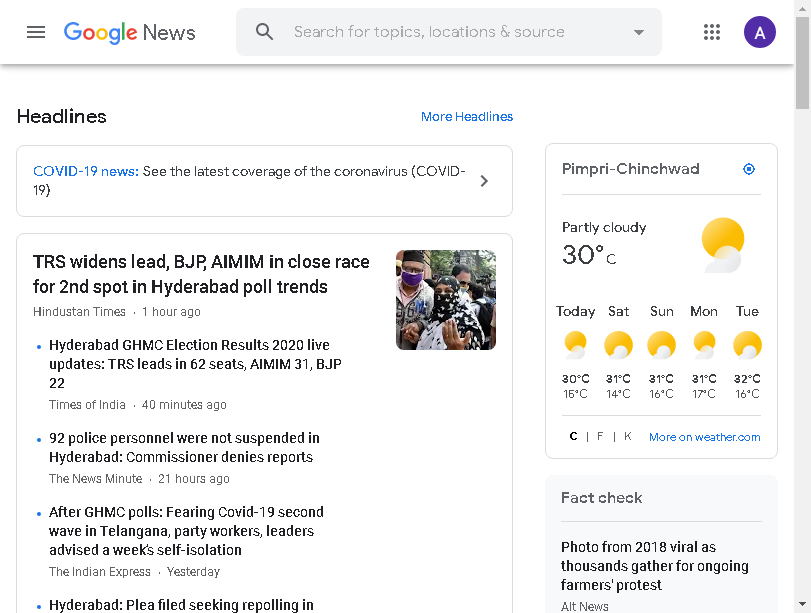 Google News
Search for topics, locations & source
A
Headlines
More Headlines
COVID-19 news: See the latest coverage of the coronavirus (COVID-
19)
TRS widens lead, BJP, AIMIM in close race
for 2nd spot in Hyderabad poll trends
Hindustan Times · 1 hour ago
Hyderabad GHMC Election Results 2020 live
updates: TRS leads in 62 seats, AIMIM 31, BJP
22
Times of India · 40 minutes ago
92 police personnel were not suspended in
Hyderabad: Commissioner denies reports
The News Minute · 21 hours ago
After GHMC polls: Fearing Covid-19 second
wave in Telangana, party workers, leaders
advised a week's self-isolation
The Indian Express · Yesterday
Hyderabad: Plea filed seeking repolling in
Pimpri-Chinchwad
Partly cloudy
30°C
Today Sat Sun Mon Tue
30°C 31°C 31°C 31°C 32°C
15°C 14°C 16°C 17°C 16°C
C | F | K More on weather.com
Fact check
Photo from 2018 viral as
thousands gather for ongoing
farmers' protest
Alt News